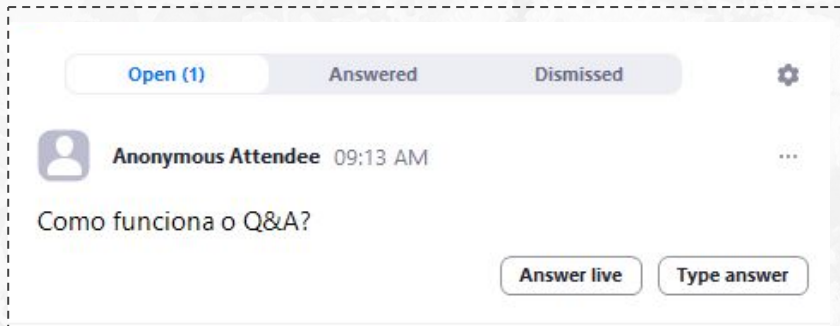 Open (1) Answered Dismissed
Anonymous Attendee 09:13 AM
Como funciona o Q&A?
Answer live Type answer